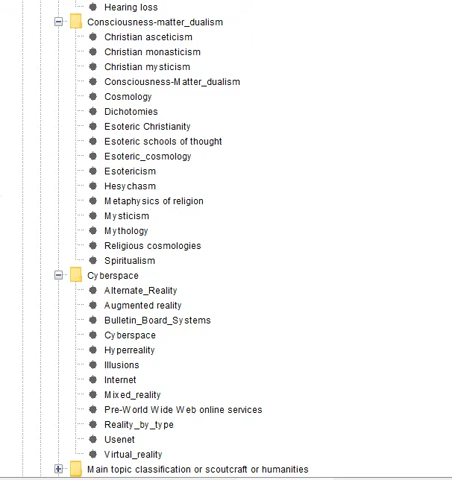 Hearing loss
Consciousness-matter_dualism
Christian asceticism
Christian monasticism
Christian mysticism
Consciousness-Matter_dualism
Cosmology
Dichotomies
Esoteric Christianity
Esoteric schools of thought
Esoteric_cosmology
Esotericism
Hesychasm
Metaphysics of religion
Mysticism
Mythology
Religious cosmologies
Spiritualism
Cyberspace
Alternate_Reality
Augmented reality
Bulletin_Board_Systems
Cyberspace
Hyperreality
Illusions
Internet
Mixed_reality
Pre-World Wide Web online services
Reality_by_type
Usenet
Virtual_reality
Main topic classification or scoutcraft or humanities